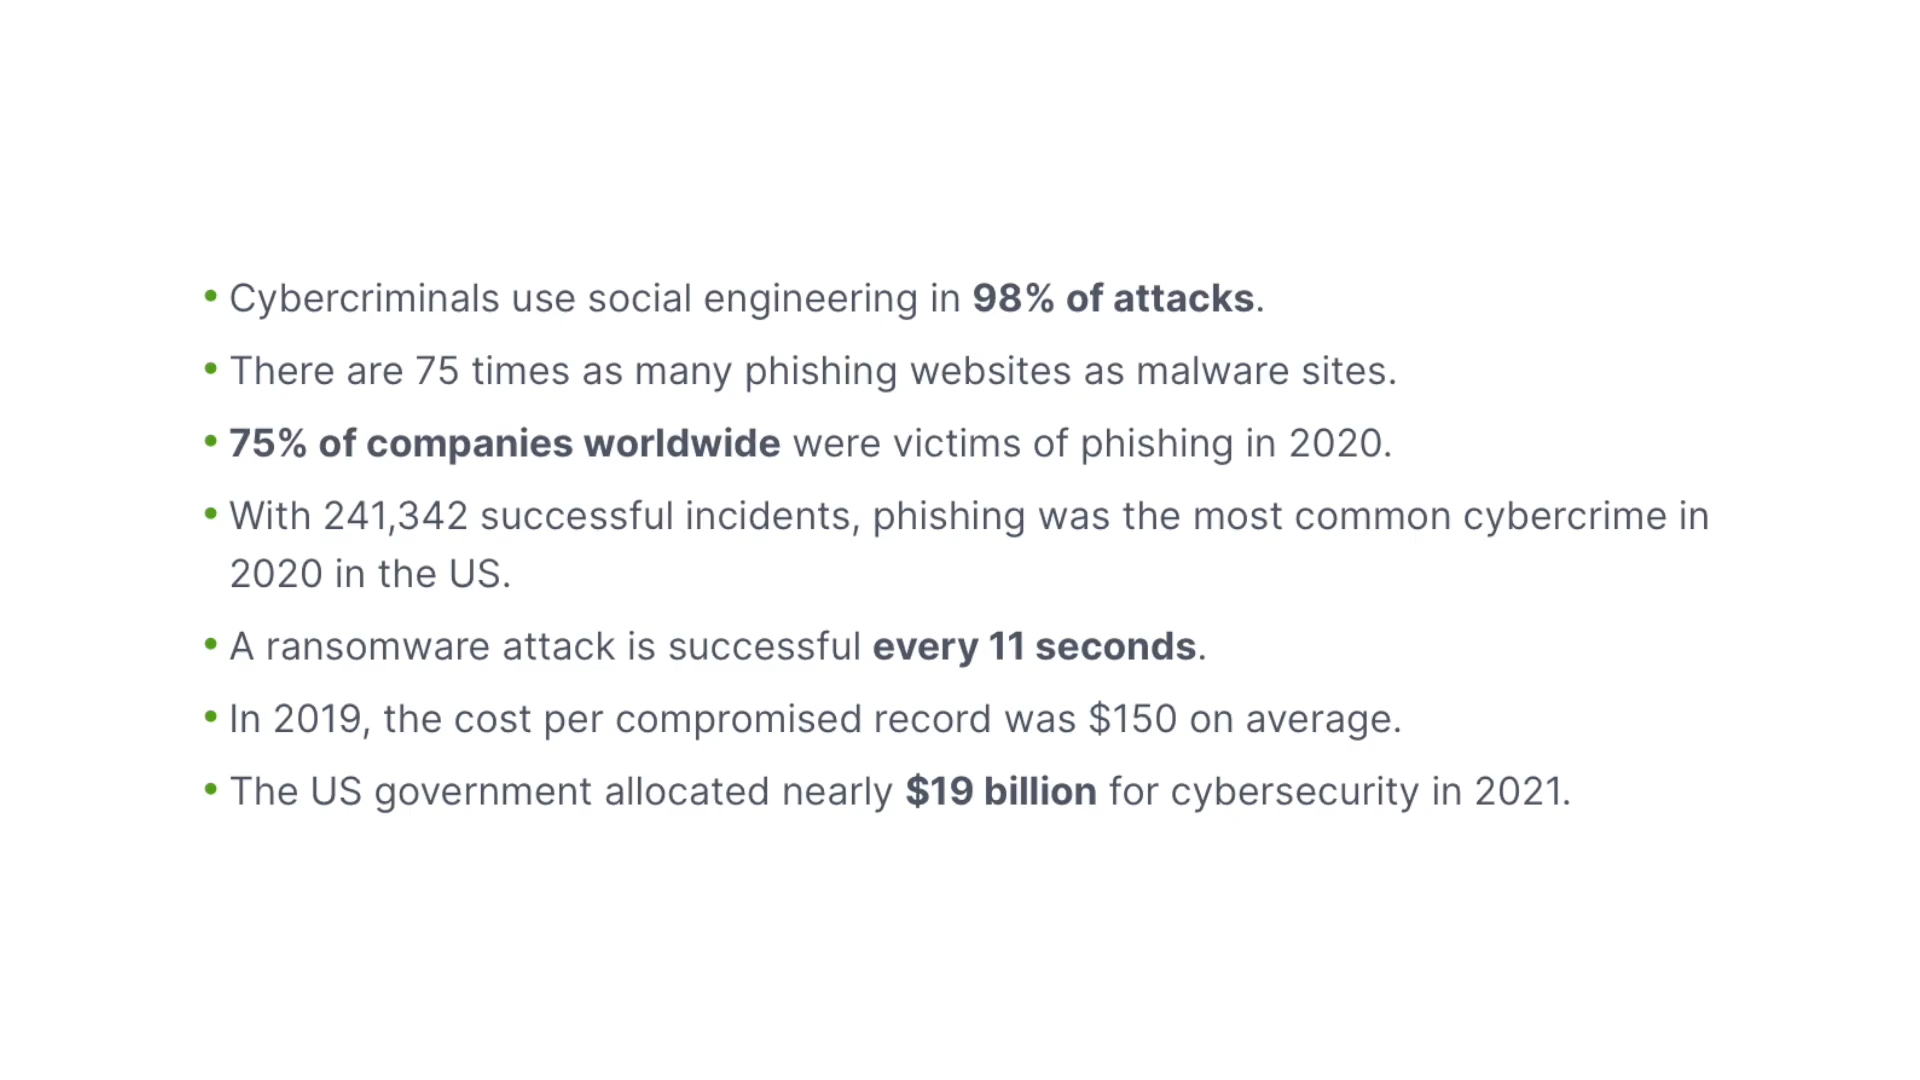 • Cybercriminals use social engineering in 98% of attacks.
• There are 75 times as many phishing websites as malware sites.
• 75% of companies worldwide were victims of phishing in 2020.
• With 241,342 successful incidents, phishing was the most common cybercrime in
2020 in the US.
• A ransomware attack is successful every 11 seconds.
• In 2019, the cost per compromised record was $150 on average.
• The US government allocated nearly $19 billion for cybersecurity in 2021.